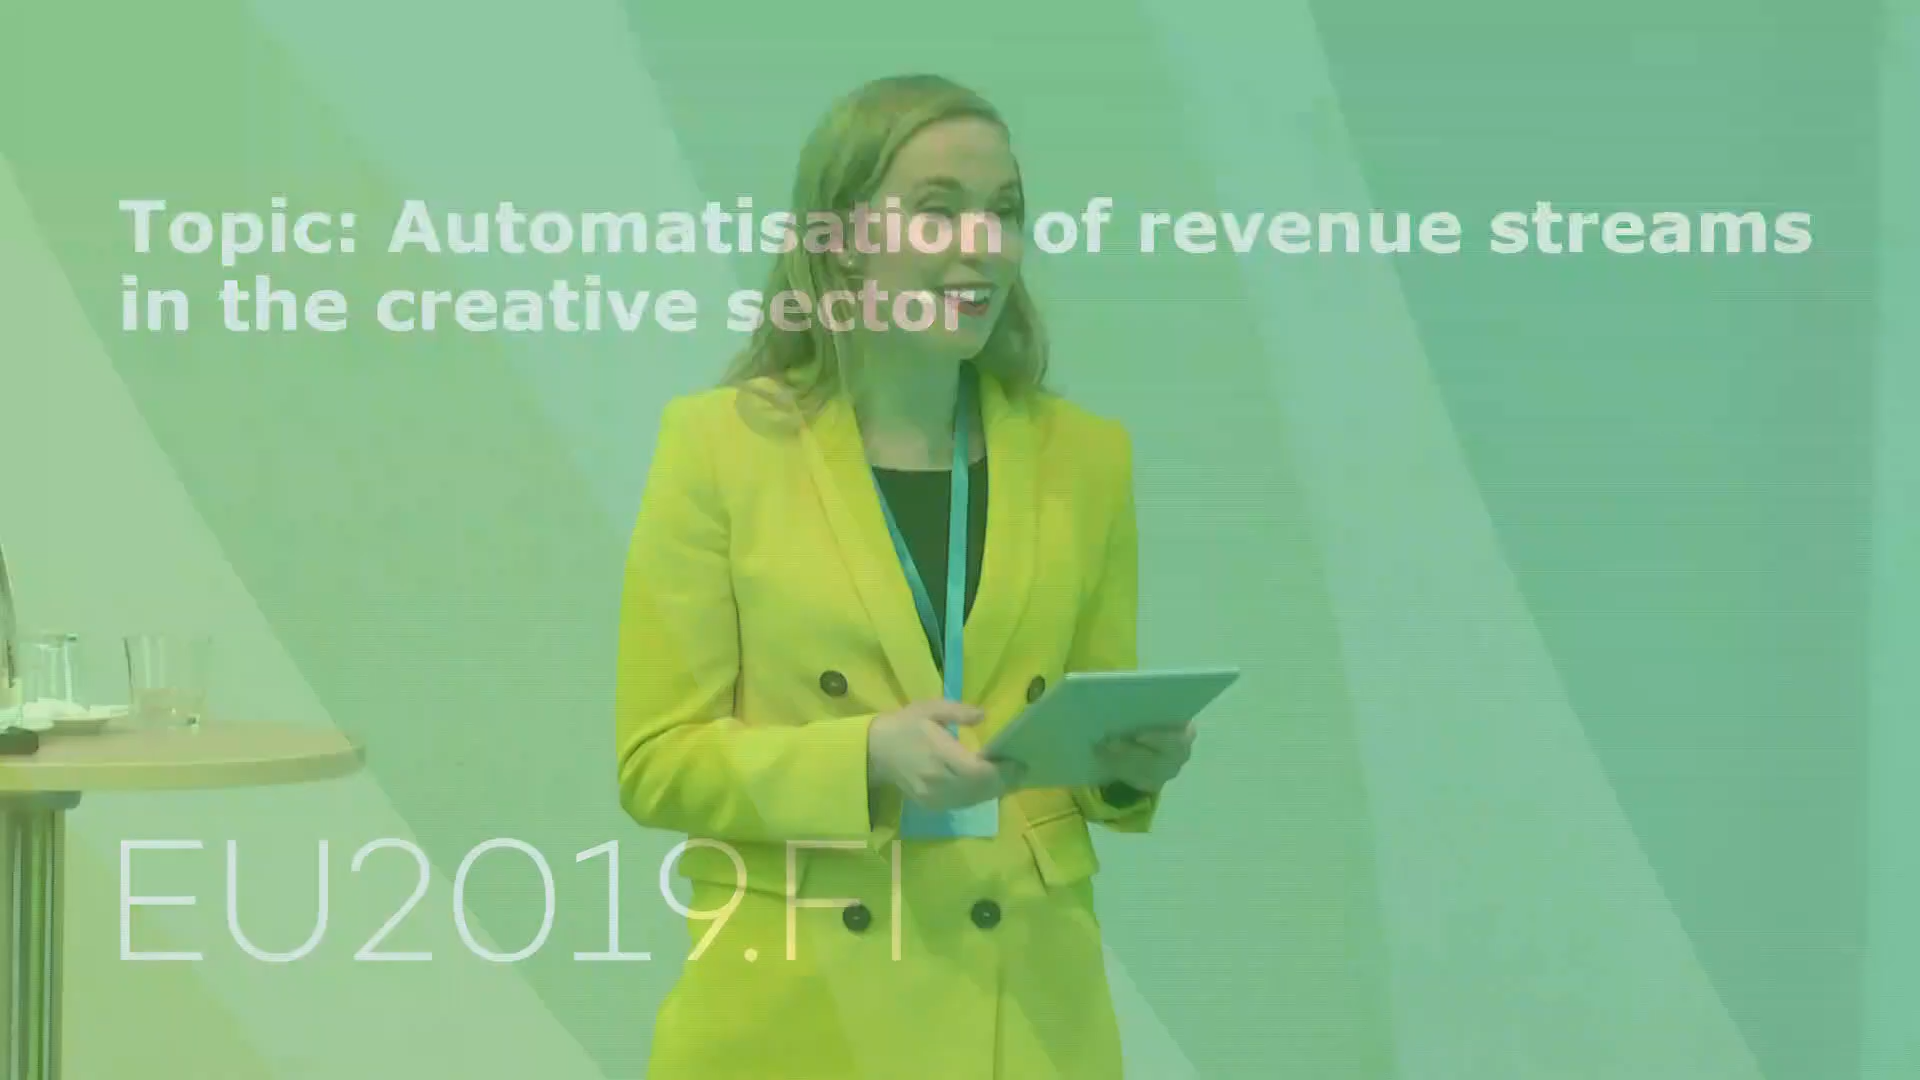 Topic: Automatisation of revenue streams
in the creative sector
EU2019.FI